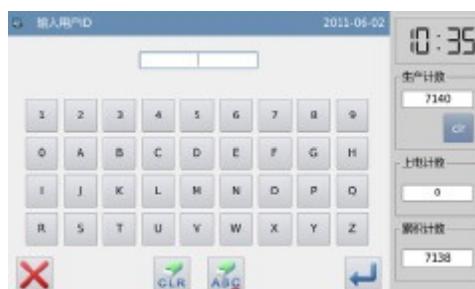 输入用户ID 2011-06-02
10:35
生产计数
7140
clr
上电计数
0
累积计数
7138
1 2 3 4 5 6 7 8 9
0 A B C D E F G H
I J K L M N O P Q
R S T U V W X Y Z
CLR ABC